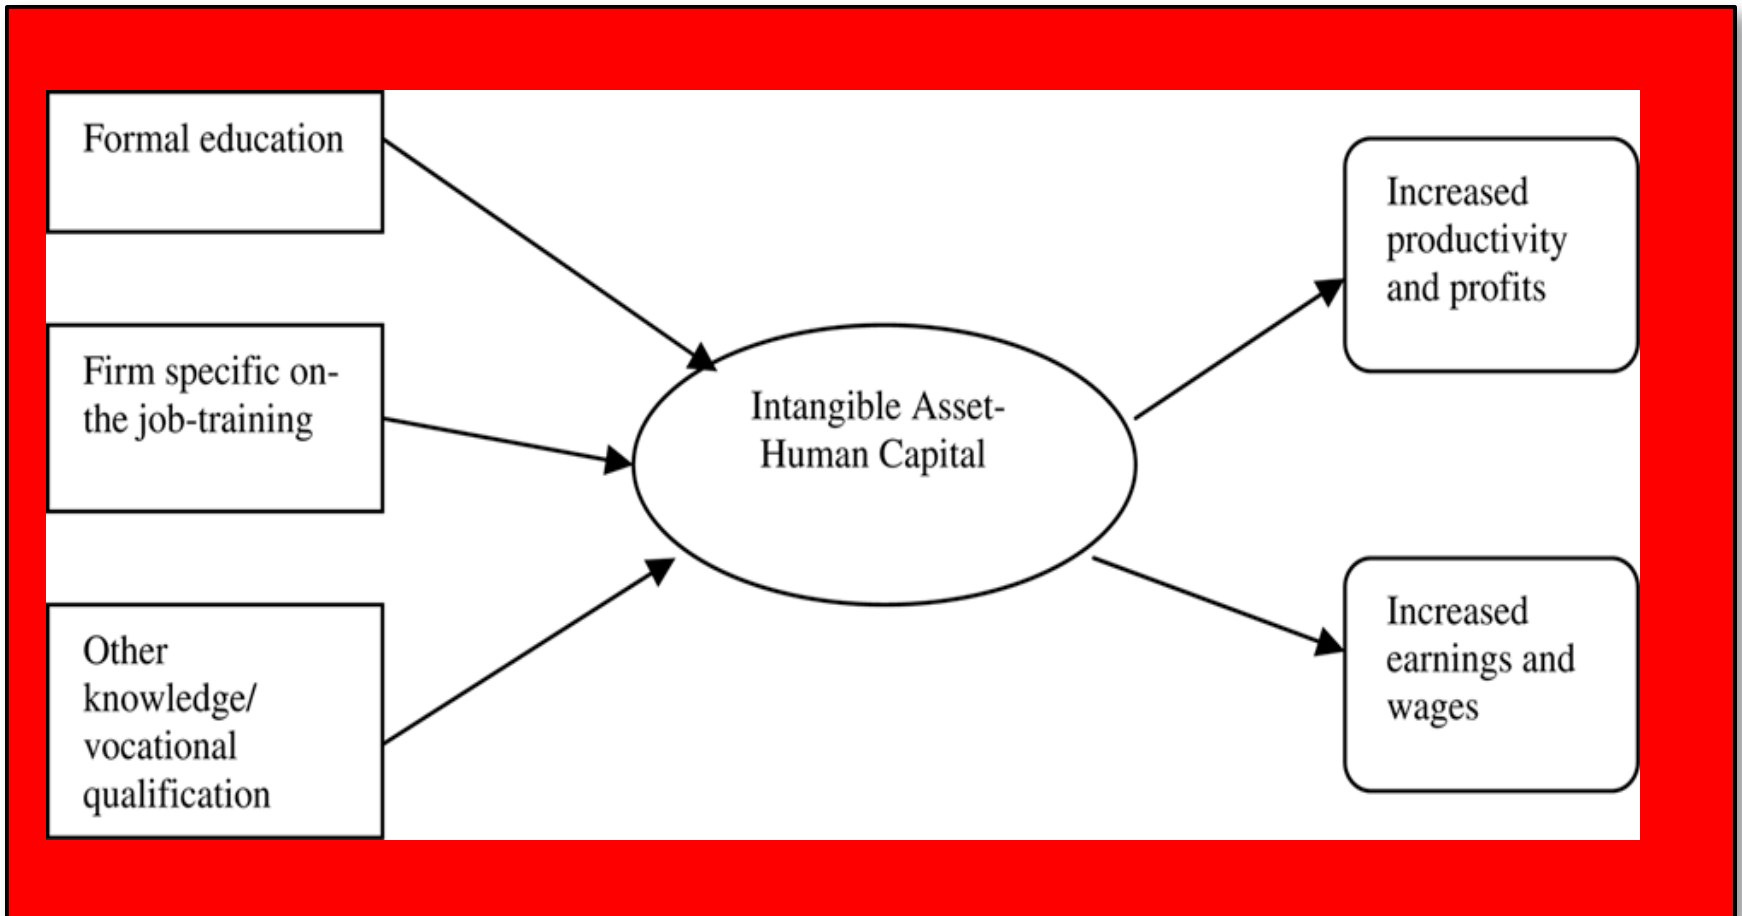 Formal education
Firm specific on-
the job-training
Other
knowledge/
vocational
qualification
Intangible Asset-
Human Capital
Increased
productivity
and profits
Increased
earnings and
wages